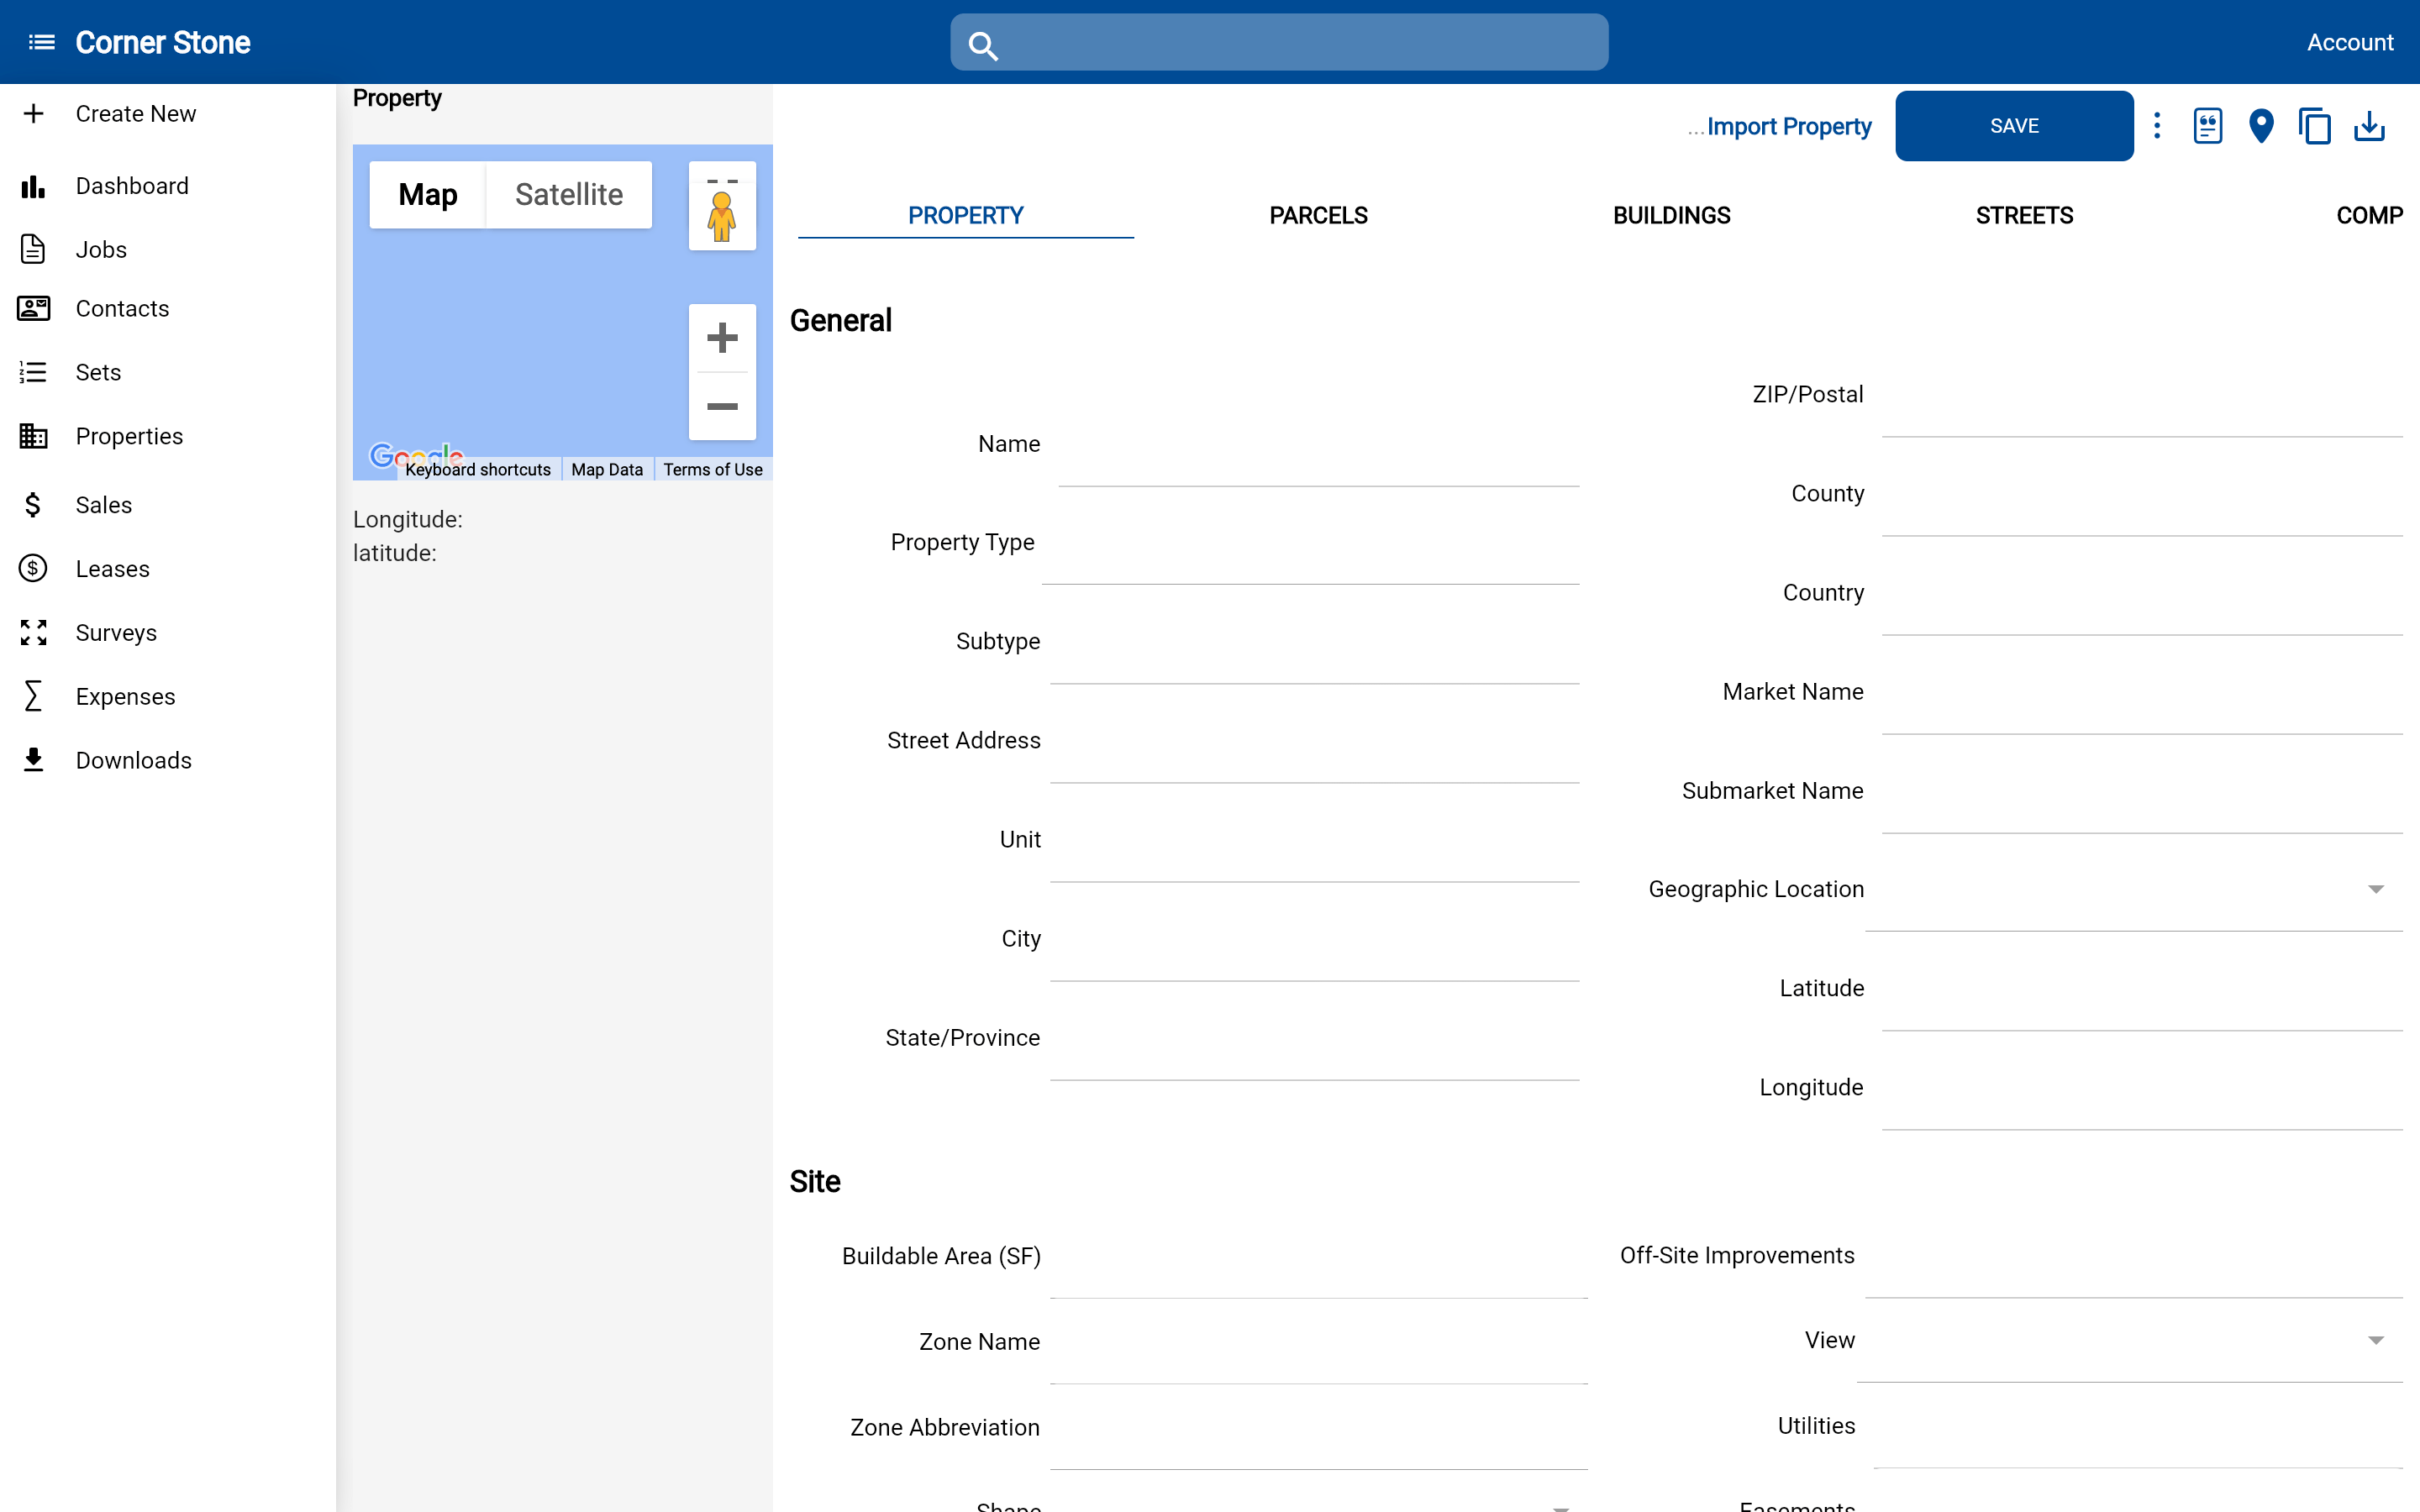 Corner Stone
Account
Create New
Dashboard
Jobs
Contacts
Sets
Properties
Sales
Leases
Surveys
Expenses
Downloads
Property
Map
Satellite
Google
Keyboard shortcuts
Map Data
Terms of Use
Longitude:
latitude:
...Import Property
SAVE
PROPERTY
PARCELS
BUILDINGS
STREETS
COMP
General
Name
Property Type
Subtype
Street Address
Unit
City
State/Province
ZIP/Postal
County
Country
Market Name
Submarket Name
Geographic Location
Latitude
Longitude
Site
Buildable Area (SF)
Zone Name
Zone Abbreviation
Shape
Off-Site Improvements
View
Utilities
Easements